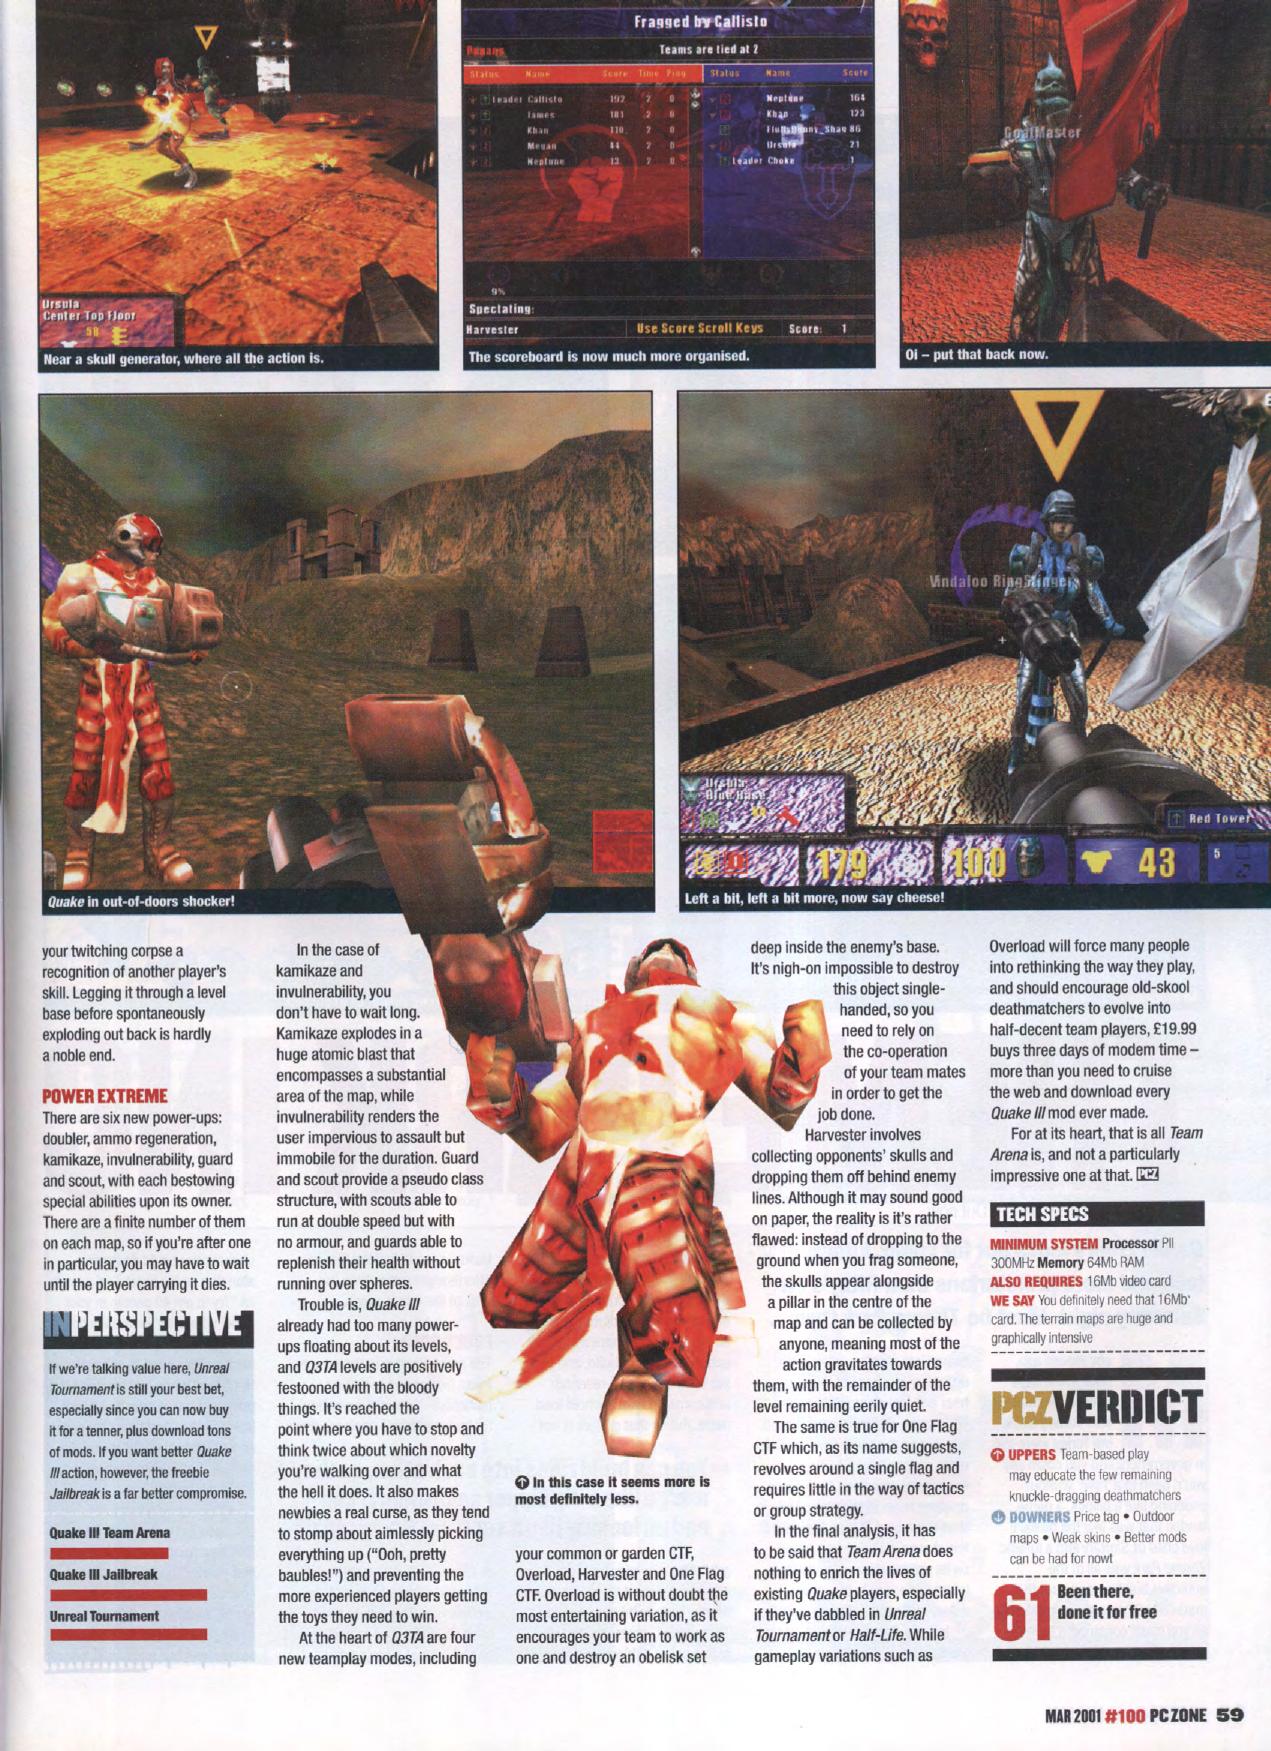 Fragged by Callisto
Teams are tied at 2
Status Name Score Time Ping Status Name Score
Leader Callisto 192 2 0 Neptune 164
James 181 2 0 Khan 123
Khan 110 2 0
Megan 44 2 0 Ursula 21
Neptune 13 2 0 Leader Choke 1
9%
Spectating:
Harvester Use Score Scroll Keys Score: 1
GoatMaster
Ursula
Center Top Floor
58
Near a skull generator, where all the action is.
The scoreboard is now much more organised.
Oi – put that back now.
Vindaloo RingStinger
Ursula
Blue Base
Red Tower
179 100 43 5
Quake in out-of-doors shocker!
Left a bit, left a bit more, now say cheese!
your twitching corpse a
recognition of another player's
skill. Legging it through a level
base before spontaneously
exploding out back is hardly
a noble end.
POWER EXTREME
There are six new power-ups:
doubler, ammo regeneration,
kamikaze, invulnerability, guard
and scout, with each bestowing
special abilities upon its owner.
There are a finite number of them
on each map, so if you're after one
in particular, you may have to wait
until the player carrying it dies.
INPERSPECTIVE
If we're talking value here, Unreal
Tournament is still your best bet,
especially since you can now buy
it for a tenner, plus download tons
of mods. If you want better Quake
III action, however, the freebie
Jailbreak is a far better compromise.
Quake III Team Arena
Quake III Jailbreak
Unreal Tournament
In the case of
kamikaze and
invulnerability, you
don't have to wait long.
Kamikaze explodes in a
huge atomic blast that
encompasses a substantial
area of the map, while
invulnerability renders the
user impervious to assault but
immobile for the duration. Guard
and scout provide a pseudo class
structure, with scouts able to
run at double speed but with
no armour, and guards able to
replenish their health without
running over spheres.
Trouble is, Quake III
already had too many power-
ups floating about its levels,
and Q3TA levels are positively
festooned with the bloody
things. It's reached the
point where you have to stop and
think twice about which novelty
you're walking over and what
the hell it does. It also makes
newbies a real curse, as they tend
to stomp about aimlessly picking
everything up ("Ooh, pretty
baubles!") and preventing the
more experienced players getting
the toys they need to win.
At the heart of Q3TA are four
new teamplay modes, including
In this case it seems more is
most definitely less.
your common or garden CTF,
Overload, Harvester and One Flag
CTF. Overload is without doubt the
most entertaining variation, as it
encourages your team to work as
one and destroy an obelisk set
deep inside the enemy's base.
It's nigh-on impossible to destroy
this object single-
handed, so you
need to rely on
the co-operation
of your team mates
in order to get the
job done.
Harvester involves
collecting opponents' skulls and
dropping them off behind enemy
lines. Although it may sound good
on paper, the reality is it's rather
flawed: instead of dropping to the
ground when you frag someone,
the skulls appear alongside
a pillar in the centre of the
map and can be collected by
anyone, meaning most of the
action gravitates towards
them, with the remainder of the
level remaining eerily quiet.
The same is true for One Flag
CTF which, as its name suggests,
revolves around a single flag and
requires little in the way of tactics
or group strategy.
In the final analysis, it has
to be said that Team Arena does
nothing to enrich the lives of
existing Quake players, especially
if they've dabbled in Unreal
Tournament or Half-Life. While
gameplay variations such as
Overload will force many people
into rethinking the way they play,
and should encourage old-skool
deathmatchers to evolve into
half-decent team players, £19.99
buys three days of modem time –
more than you need to cruise
the web and download every
Quake III mod ever made.
For at its heart, that is all Team
Arena is, and not a particularly
impressive one at that. PCZ
TECH SPECS
MINIMUM SYSTEM Processor PII
300MHz Memory 64Mb RAM
ALSO REQUIRES 16Mb video card
WE SAY You definitely need that 16Mb
card. The terrain maps are huge and
graphically intensive
PCZVERDICT
UPPERS Team-based play
may educate the few remaining
knuckle-dragging deathmatchers
DOWNERS Price tag • Outdoor
maps • Weak skins • Better mods
can be had for nowt
61 Been there,
done it for free
MAR 2001 #100 PC ZONE 59